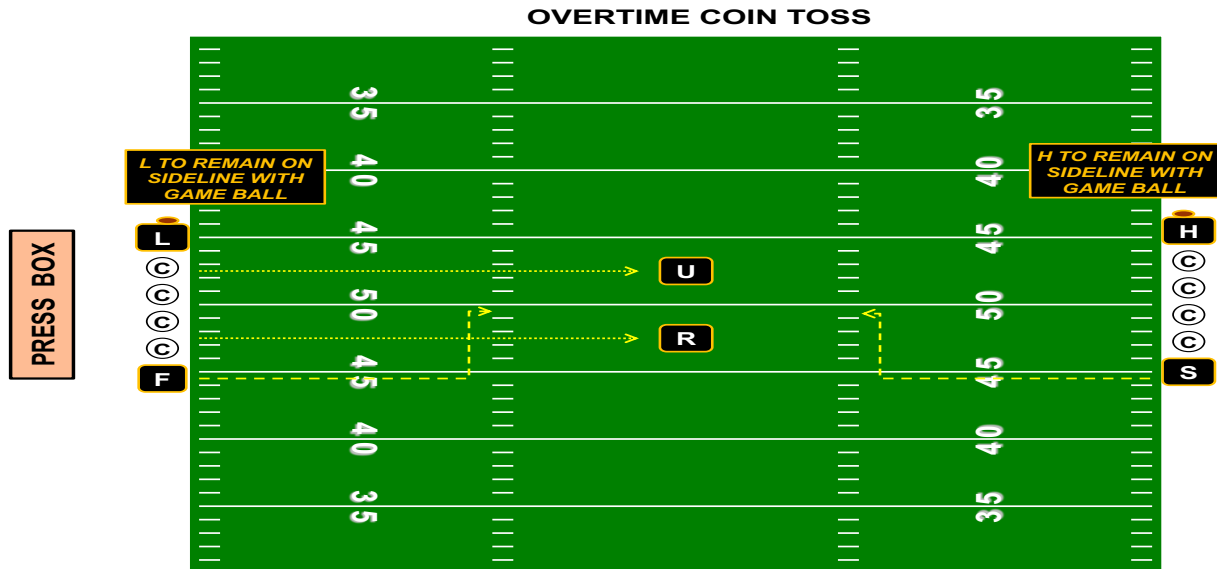 OVERTIME COIN TOSS
35 35
L TO REMAIN ON
SIDELINE WITH
GAME BALL
40 40
H TO REMAIN ON
SIDELINE WITH
GAME BALL
L 45 45 H
C U C
C 50 50 C
C R C
C C
F 45 45 S
PRESS BOX
40 40
35 35